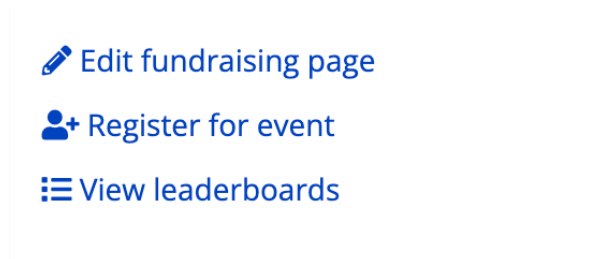 Edit fundraising page
Register for event
View leaderboards